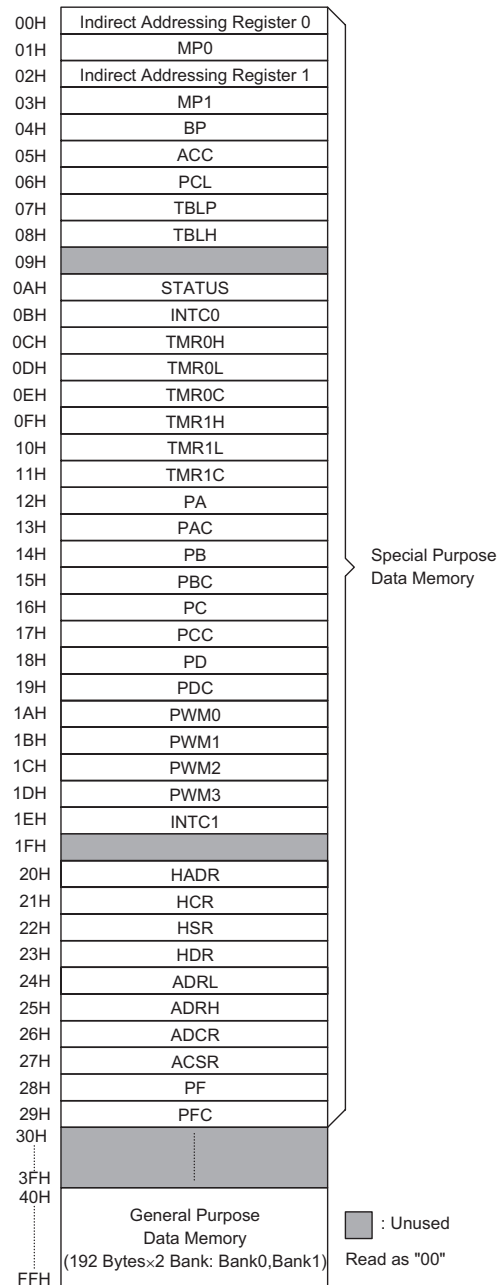 00H Indirect Addressing Register 0
01H MP0
02H Indirect Addressing Register 1
03H MP1
04H BP
05H ACC
06H PCL
07H TBLP
08H TBLH
09H
0AH STATUS
0BH INTC0
0CH TMR0H
0DH TMR0L
0EH TMR0C
0FH TMR1H
10H TMR1L
11H TMR1C
12H PA
13H PAC
14H PB
15H PBC
16H PC
17H PCC
18H PD
19H PDC
1AH PWM0
1BH PWM1
1CH PWM2
1DH PWM3
1EH INTC1
1FH
20H HADR
21H HCR
22H HSR
23H HDR
24H ADRL
25H ADRH
26H ADCR
27H ACSR
28H PF
29H PFC
30H
3FH
40H
General Purpose
Data Memory
(192 Bytes×2 Bank: Bank0,Bank1)
FFH
Special Purpose
Data Memory
: Unused
Read as "00"